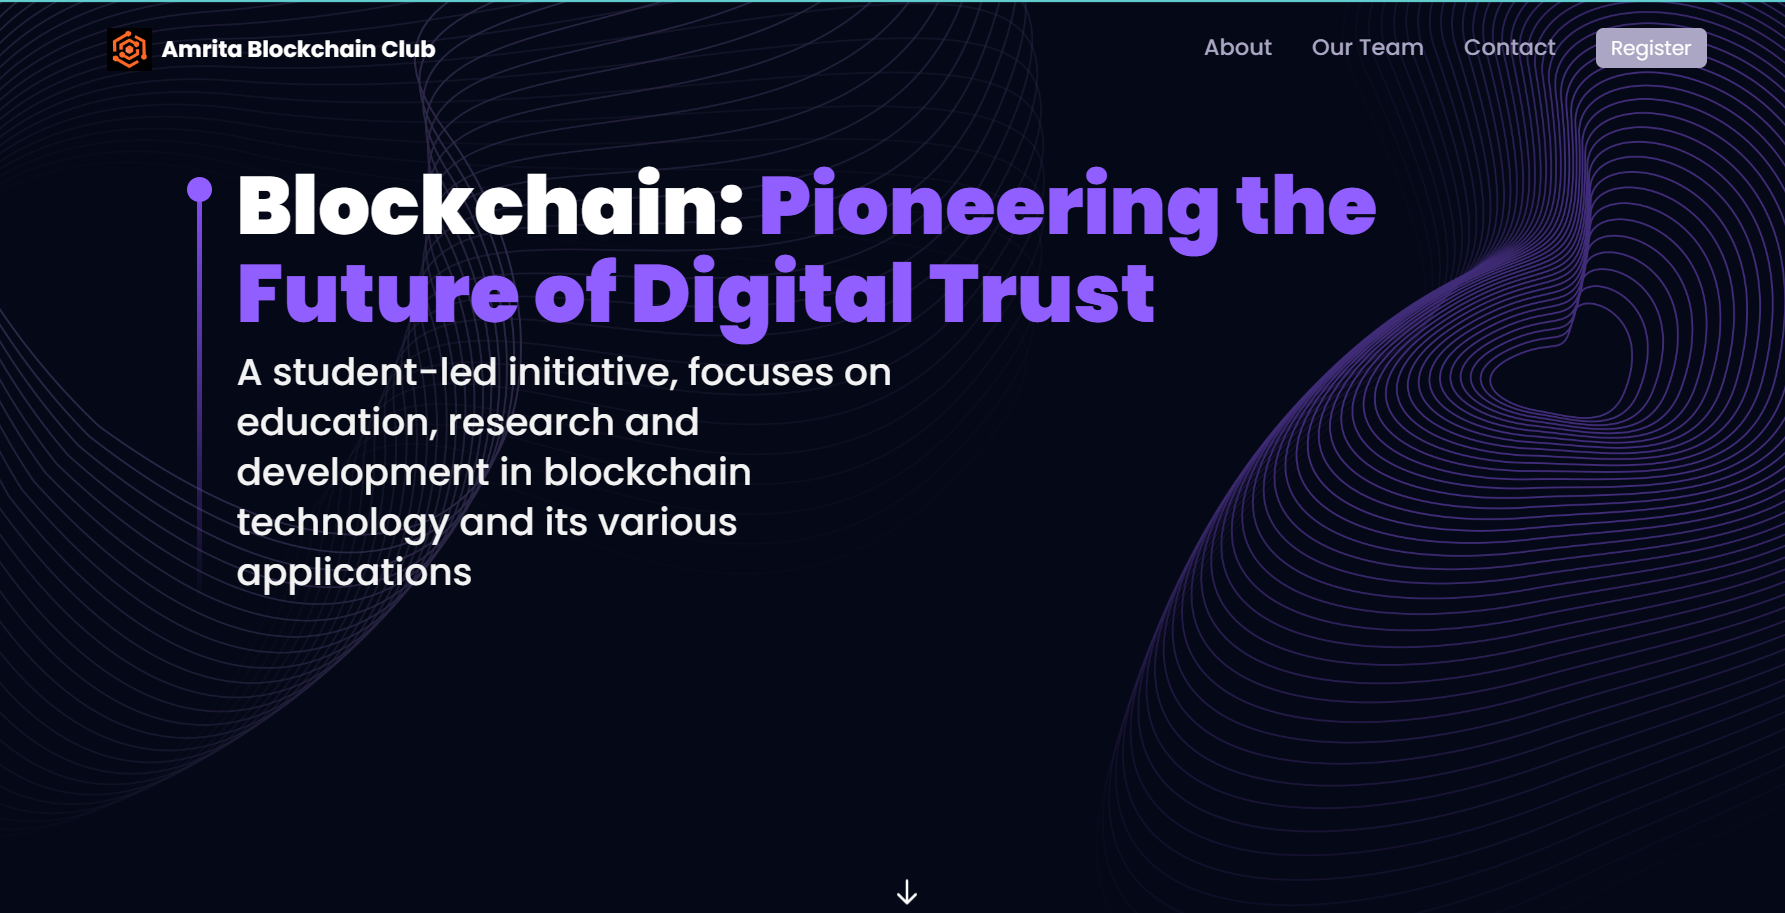 Amrita Blockchain Club
About
Our Team
Contact
Register
Blockchain: Pioneering the
Future of Digital Trust
A student-led initiative, focuses on
education, research and
development in blockchain
technology and its various
applications